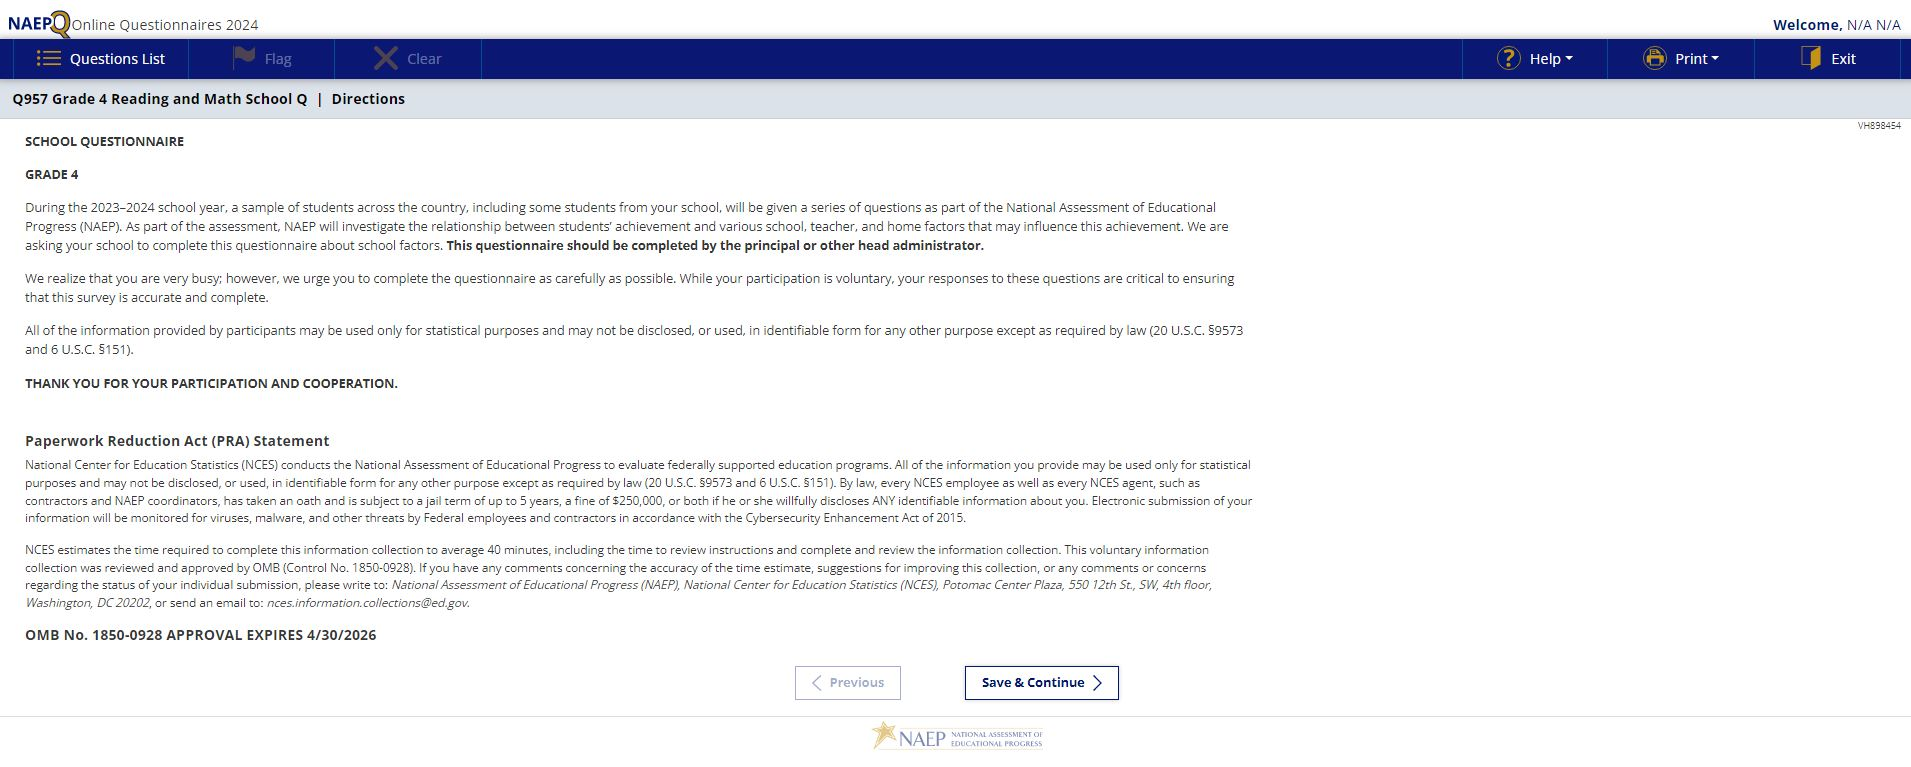 NAEPQ Online Questionnaires 2024
Welcome, N/A N/A
Questions List
Flag
Clear
Help
Print
Exit
Q957 Grade 4 Reading and Math School Q | Directions
VH898454
SCHOOL QUESTIONNAIRE
GRADE 4
During the 2023–2024 school year, a sample of students across the country, including some students from your school, will be given a series of questions as part of the National Assessment of Educational
Progress (NAEP). As part of the assessment, NAEP will investigate the relationship between students’ achievement and various school, teacher, and home factors that may influence this achievement. We are
asking your school to complete this questionnaire about school factors. This questionnaire should be completed by the principal or other head administrator.
We realize that you are very busy; however, we urge you to complete the questionnaire as carefully as possible. While your participation is voluntary, your responses to these questions are critical to ensuring
that this survey is accurate and complete.
All of the information provided by participants may be used only for statistical purposes and may not be disclosed, or used, in identifiable form for any other purpose except as required by law (20 U.S.C. §9573
and 6 U.S.C. §151).
THANK YOU FOR YOUR PARTICIPATION AND COOPERATION.
Paperwork Reduction Act (PRA) Statement
National Center for Education Statistics (NCES) conducts the National Assessment of Educational Progress to evaluate federally supported education programs. All of the information you provide may be used only for statistical
purposes and may not be disclosed, or used, in identifiable form for any other purpose except as required by law (20 U.S.C. §9573 and 6 U.S.C. §151). By law, every NCES employee as well as every NCES agent, such as
contractors and NAEP coordinators, has taken an oath and is subject to a jail term of up to 5 years, a fine of $250,000, or both if he or she willfully discloses ANY identifiable information about you. Electronic submission of your
information will be monitored for viruses, malware, and other threats by Federal employees and contractors in accordance with the Cybersecurity Enhancement Act of 2015.
NCES estimates the time required to complete this information collection to average 40 minutes, including the time to review instructions and complete and review the information collection. This voluntary information
collection was reviewed and approved by OMB (Control No. 1850-0928). If you have any comments concerning the accuracy of the time estimate, suggestions for improving this collection, or any comments or concerns
regarding the status of your individual submission, please write to: National Assessment of Educational Progress (NAEP), National Center for Education Statistics (NCES), Potomac Center Plaza, 550 12th St., SW, 4th floor,
Washington, DC 20202, or send an email to: nces.information.collections@ed.gov.
OMB No. 1850-0928 APPROVAL EXPIRES 4/30/2026
Previous
Save & Continue
NAEP NATIONAL ASSESSMENT OF
EDUCATIONAL PROGRESS